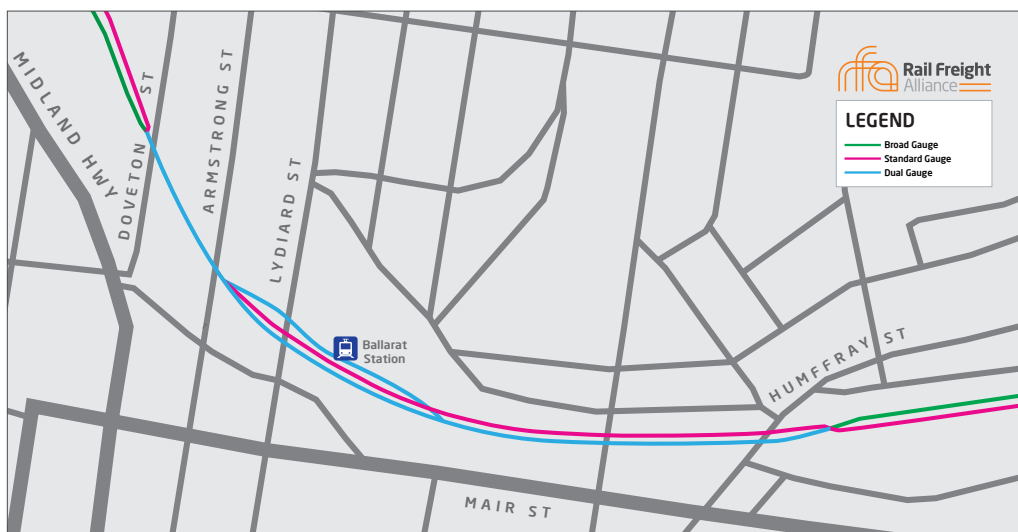 MIDLAND HWY
DOVETON ST
ARMSTRONG ST
LYDIARD ST
Rail Freight
Alliance
LEGEND
Broad Gauge
Standard Gauge
Dual Gauge
Ballarat
Station
HUMFFRAY ST
MAIR ST